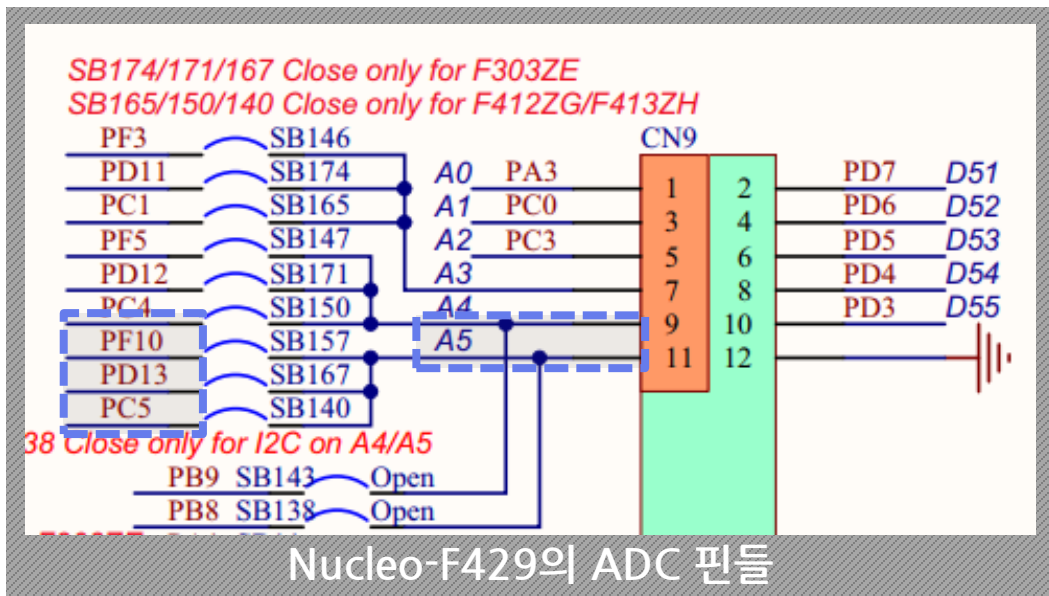 SB174/171/167 Close only for F303ZE
SB165/150/140 Close only for F412ZG/F413ZH
PF3 SB146 CN9
PD11 SB174 A0 PA3 1 2 PD7 D51
PC1 SB165 A1 PC0 3 4 PD6 D52
PF5 SB147 A2 PC3 5 6 PD5 D53
PD12 SB171 A3 7 8 PD4 D54
PC4 SB150 A4 9 10 PD3 D55
PF10 SB157 A5 11 12
PD13 SB167
PC5 SB140
38 Close only for I2C on A4/A5
PB9 SB143 Open
PB8 SB138 Open
Nucleo-F429의 ADC 핀들